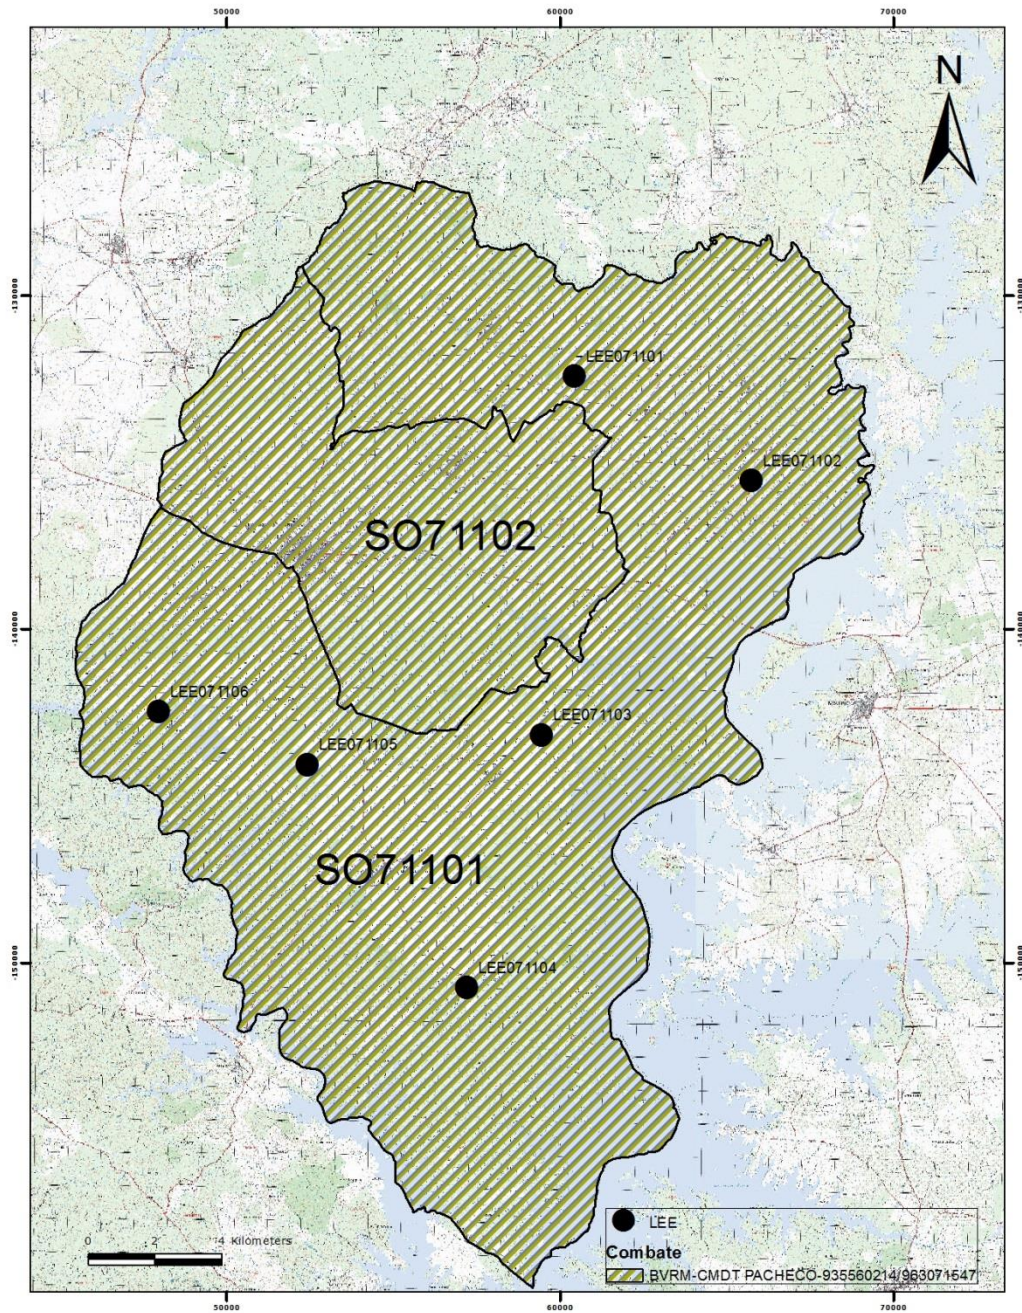 50000 60000 70000
N
-130000 -130000
LEE071101
LEE071102
SO71102
-140000 -140000
LEE071106
LEE071103
LEE071105
SO71101
-150000 -150000
LEE071104
LEE
Combate
BVRM-CMDT PACHECO-935560214/963071547
0 2 4 Kilometers
50000 60000 70000